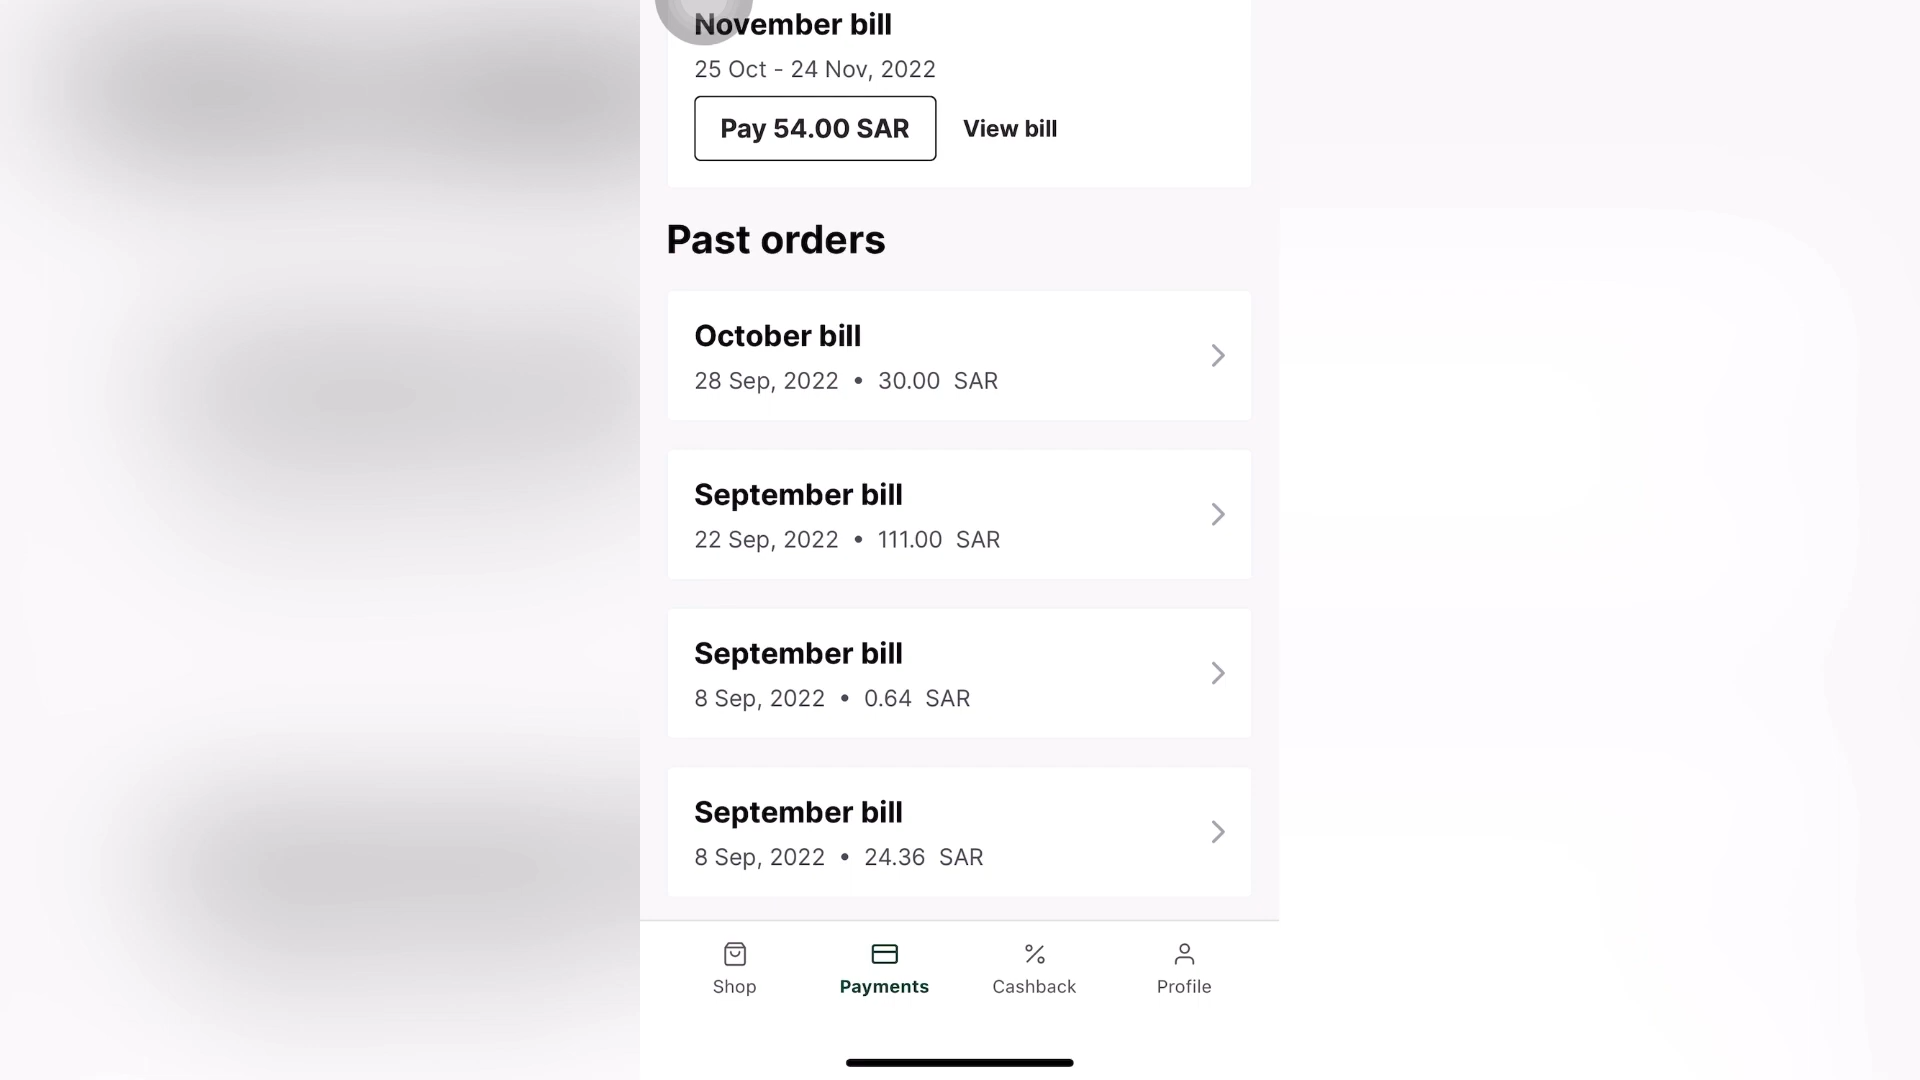 November bill
25 Oct - 24 Nov, 2022
Pay 54.00 SAR
View bill
Past orders
October bill
28 Sep, 2022 • 30.00 SAR
September bill
22 Sep, 2022 • 111.00 SAR
September bill
8 Sep, 2022 • 0.64 SAR
September bill
8 Sep, 2022 • 24.36 SAR
Shop
Payments
Cashback
Profile